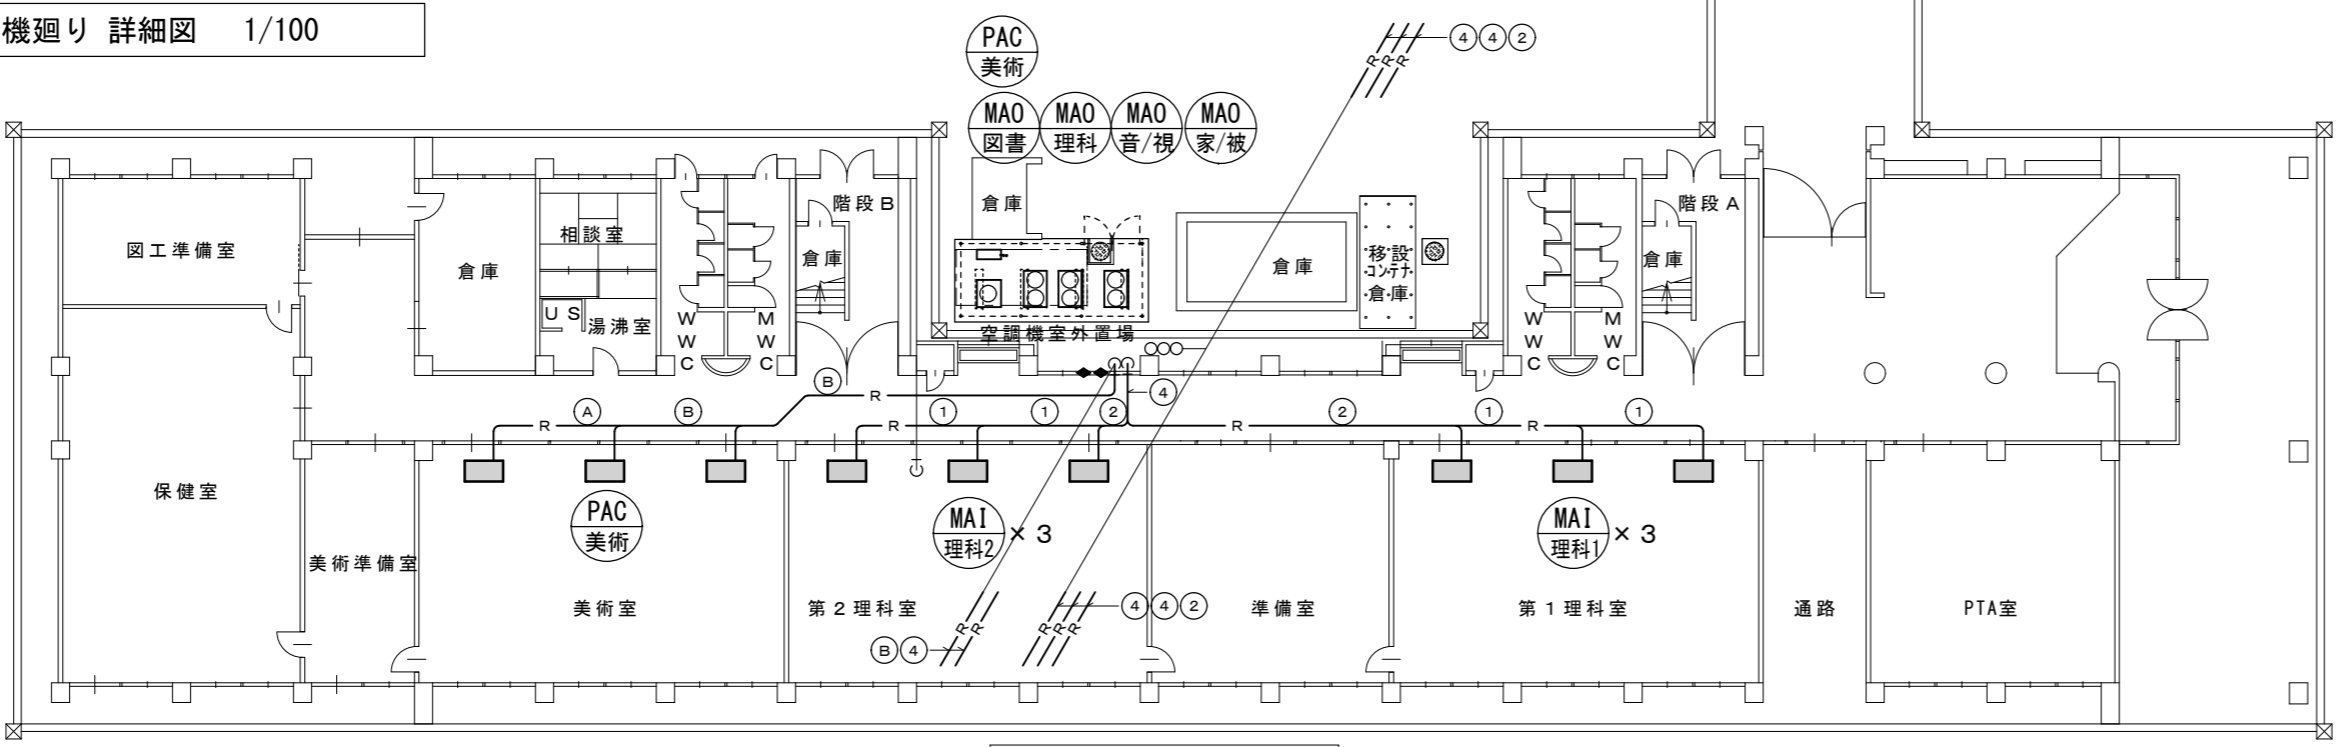 機廻り 詳細図 1/100
PAC
美術
MAO
図書
MAO
理科
MAO
音/視
MAO
家/被
R
R
R
④④②
図工準備室
倉庫
相談室
US
湯沸室
WWC
MWC
階段B
倉庫
倉庫
空調機室外置場
倉庫
移設
コンテナ
倉庫
WWC
MWC
階段A
倉庫
Ⓑ
R
Ⓐ
R
Ⓑ
①
R
①
②
④
R
②
①
R
①
保健室
美術準備室
PAC
美術
美術室
MAI
理科2
×3
第2理科室
R
R
Ⓑ④
R
R
R
④④②
準備室
MAI
理科1
×3
第1理科室
通路
PTA室